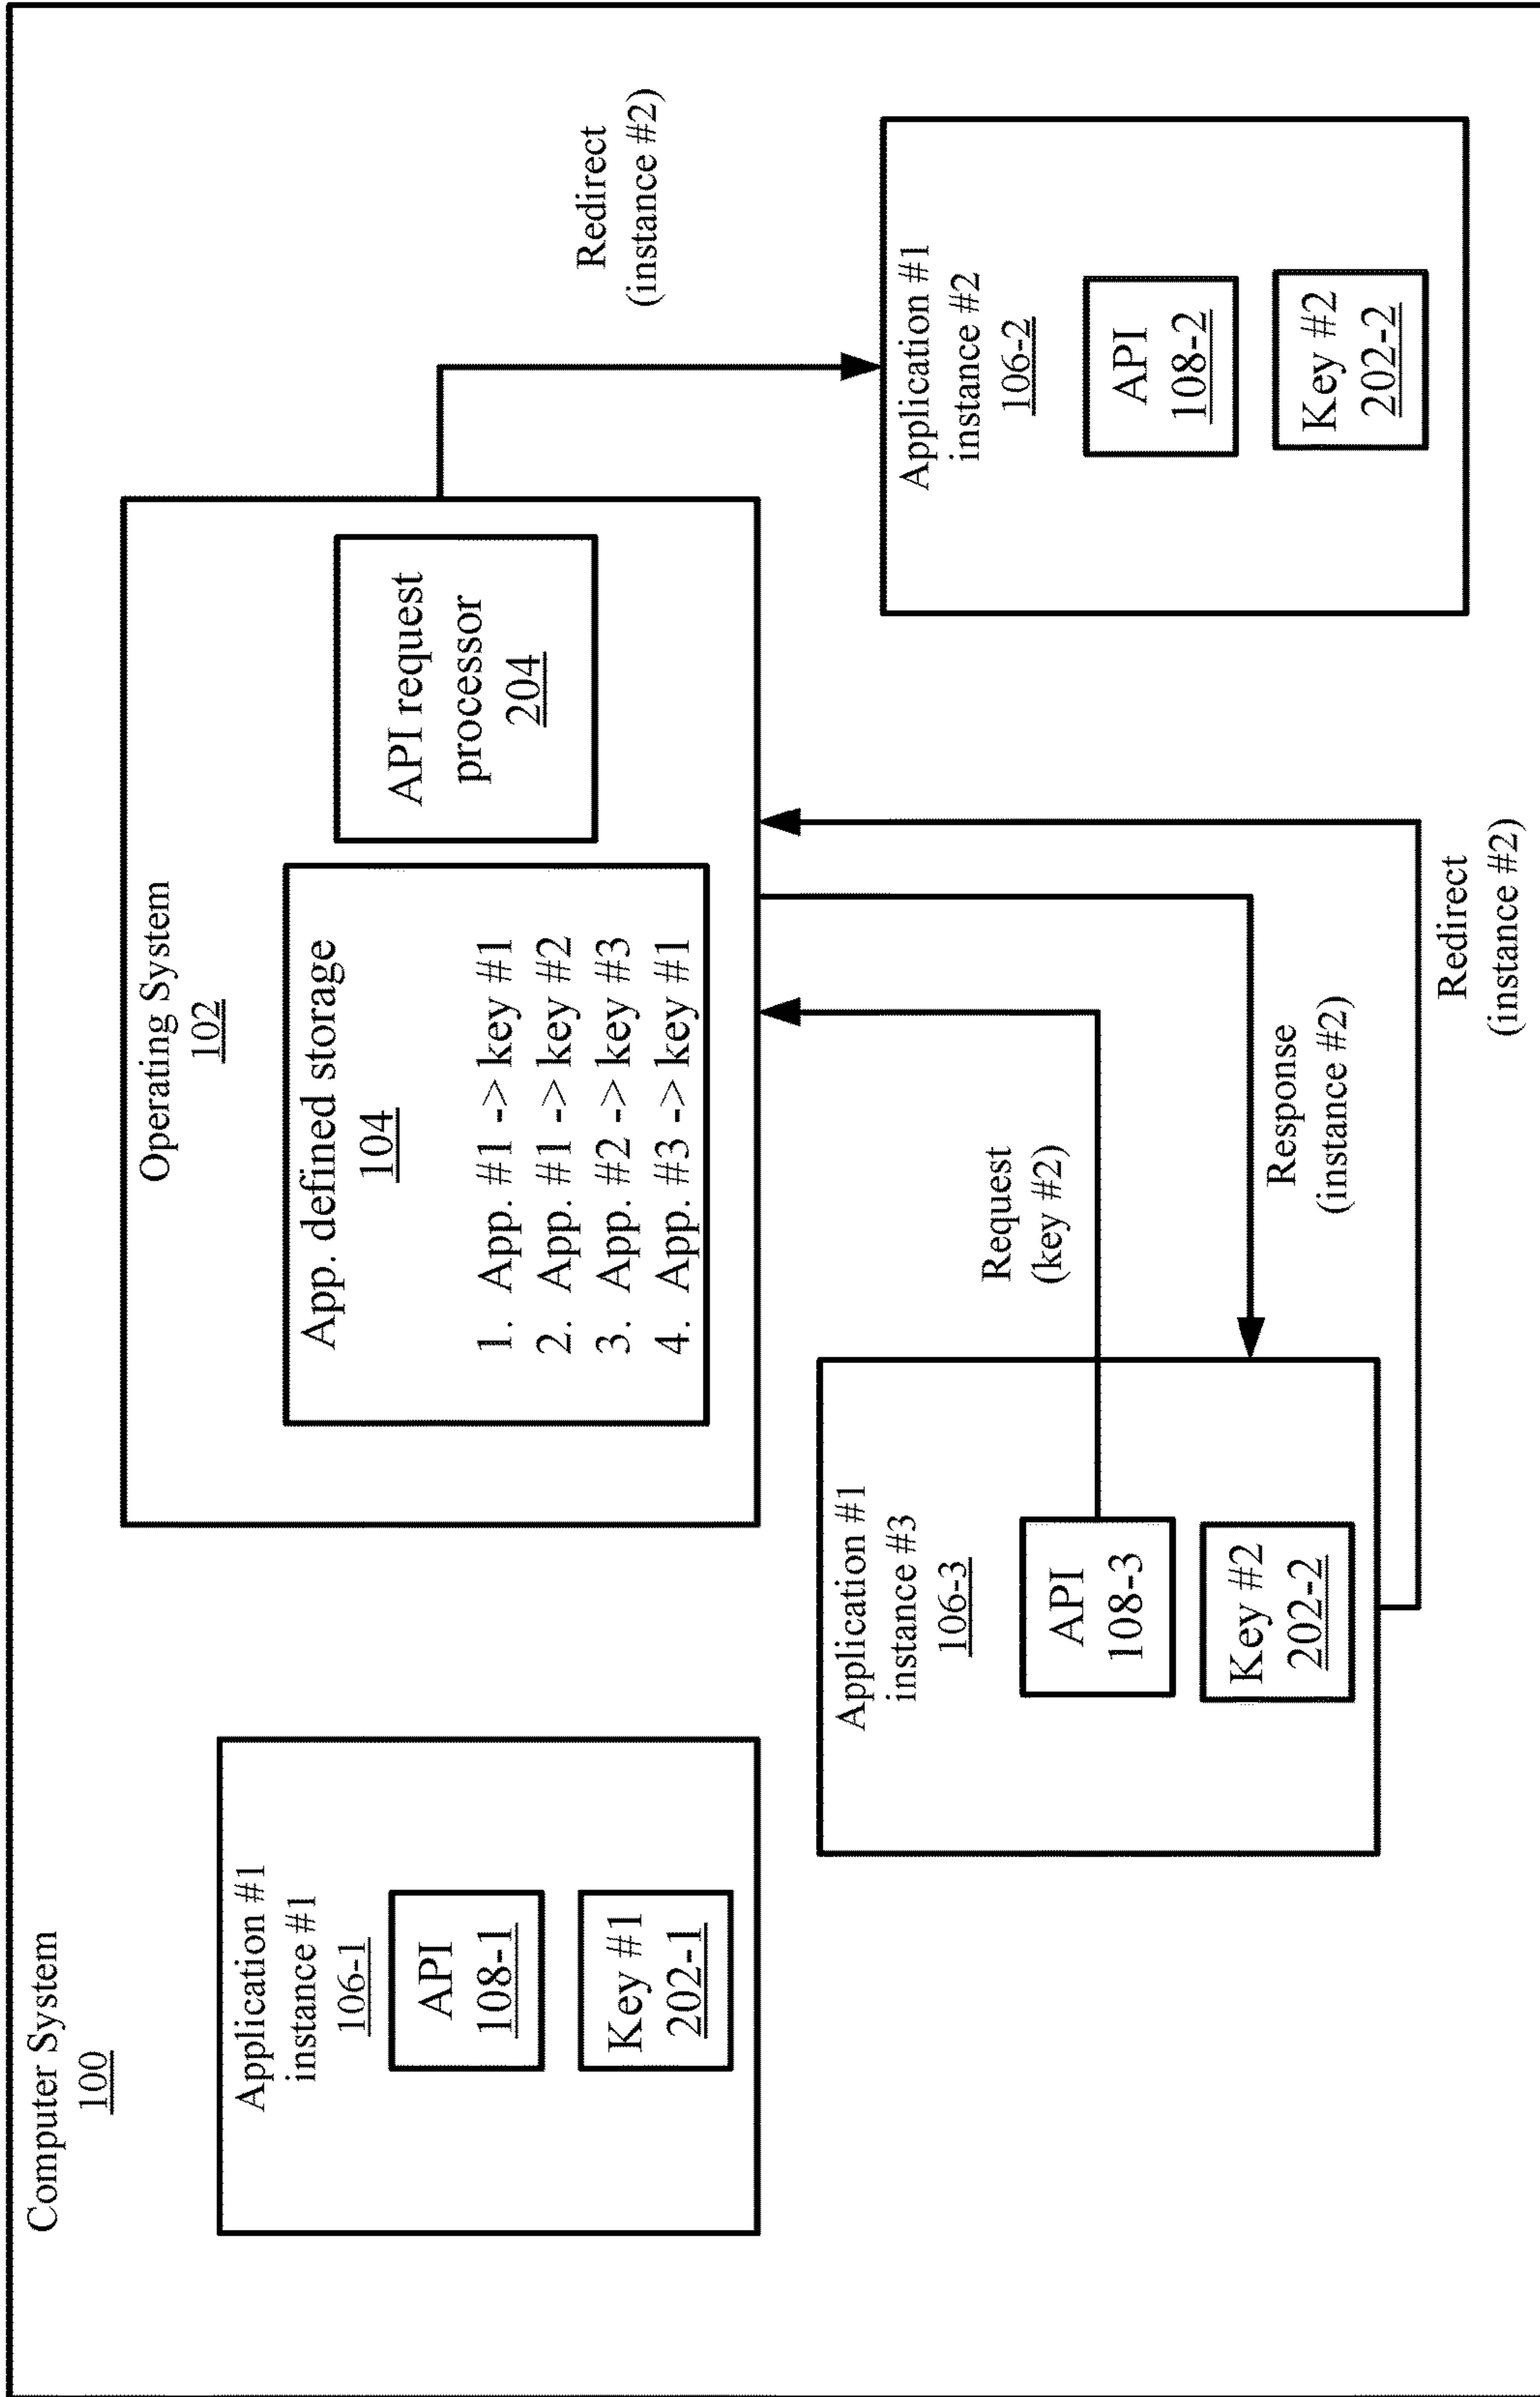 Computer System
100
Application #1
instance #1
106-1
API
108-1
Key #1
202-1
Operating System
102
App. defined storage
104
1. App. #1 -> key #1
2. App. #1 -> key #2
3. App. #2 -> key #3
4. App. #3 -> key #1
API request
processor
204
Redirect
(instance #2)
Application #1
instance #3
106-3
API
108-3
Key #2
202-2
Request
(key #2)
Response
(instance #2)
Redirect
(instance #2)
Application #1
instance #2
106-2
API
108-2
Key #2
202-2